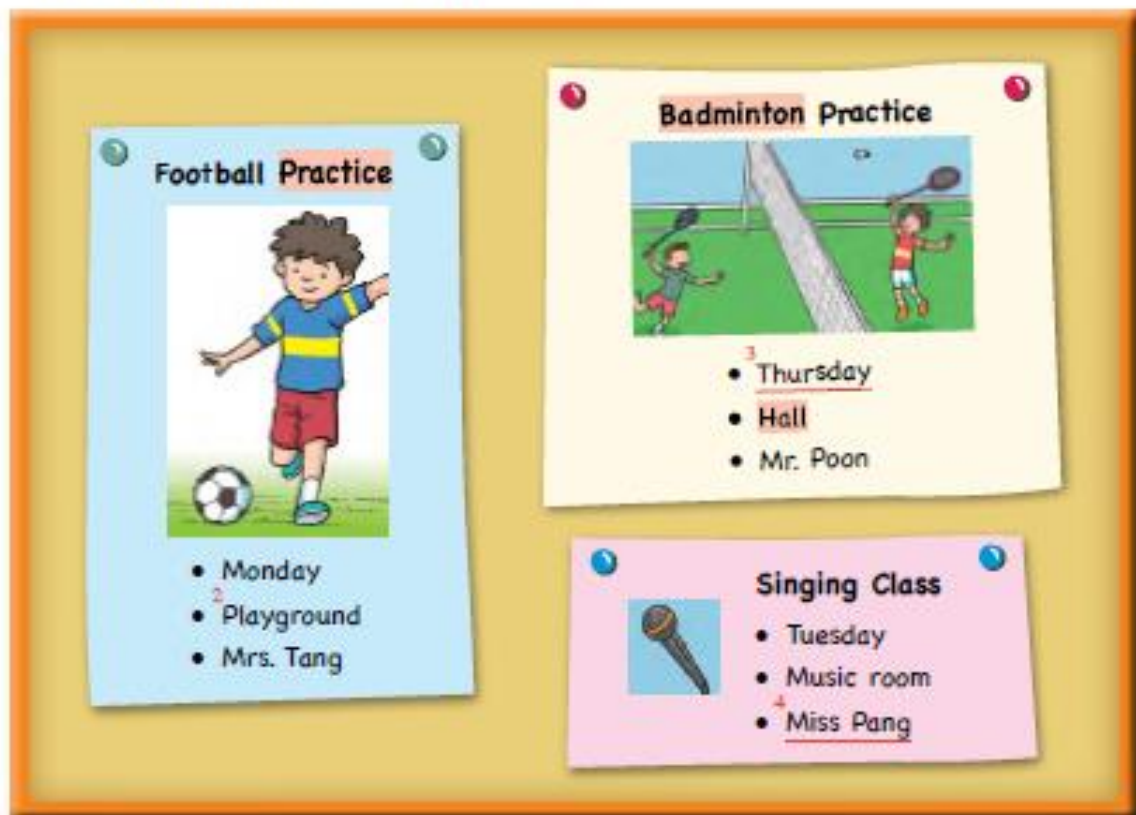 Football Practice
• Monday
2
• Playground
• Mrs. Tang
Badminton Practice
3
• Thursday
• Hall
• Mr. Poon
Singing Class
• Tuesday
• Music room
4
• Miss Pang